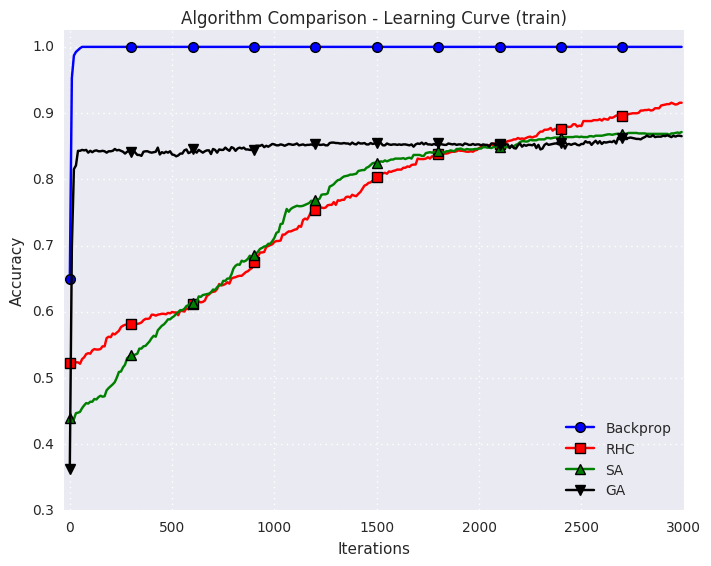 Algorithm Comparison - Learning Curve (train)
1.0
0.9
0.8
0.7
0.6
0.5
0.4
0.3
Accuracy
Backprop
RHC
SA
GA
0 500 1000 1500 2000 2500 3000
Iterations